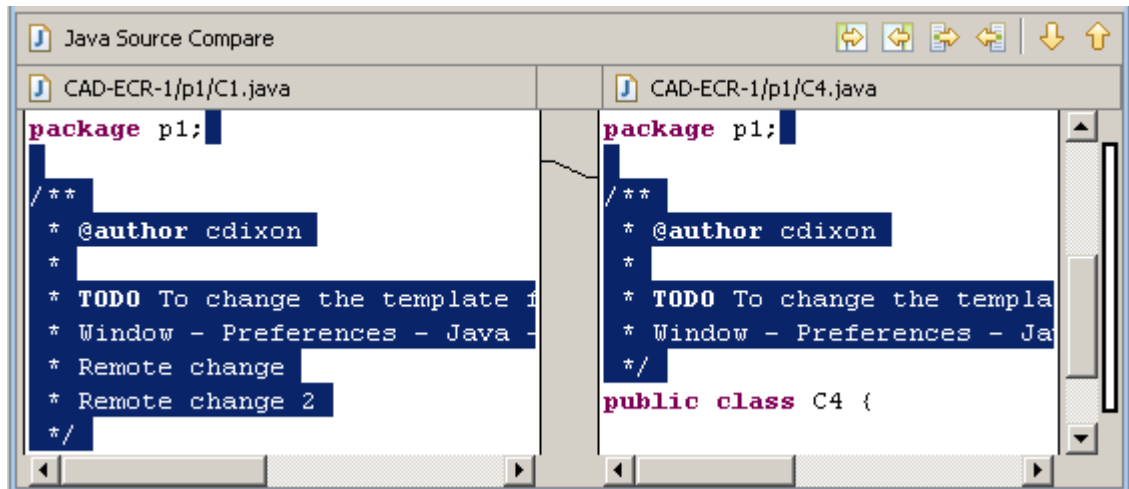 Java Source Compare
CAD-ECR-1/p1/C1.java
CAD-ECR-1/p1/C4.java
package p1;
/**
* @author cdixon
*
* TODO To change the template f
* Window - Preferences - Java -
* Remote change
* Remote change 2
*/
package p1;
/**
* @author cdixon
*
* TODO To change the templa
* Window - Preferences - Ja
*/
public class C4 {